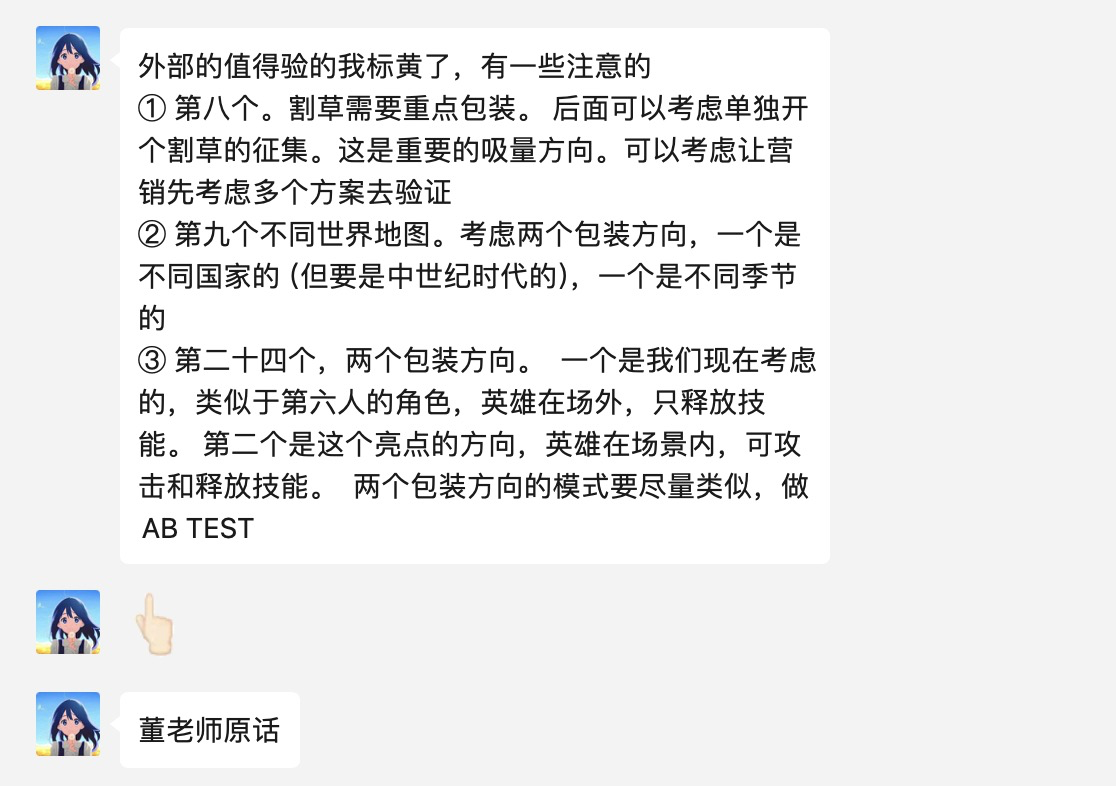 外部的值得验的我标黄了，有一些注意的
① 第八个。割草需要重点包装。 后面可以考虑单独开
个割草的征集。这是重要的吸量方向。可以考虑让营
销先考虑多个方案去验证
② 第九个不同世界地图。考虑两个包装方向，一个是
不同国家的 (但要是中世纪时代的)，一个是不同季节
的
③ 第二十四个，两个包装方向。 一个是我们现在考虑
的，类似于第六人的角色，英雄在场外，只释放技
能。 第二个是这个亮点的方向，英雄在场景内，可攻
击和释放技能。 两个包装方向的模式要尽量类似，做
AB TEST
董老师原话